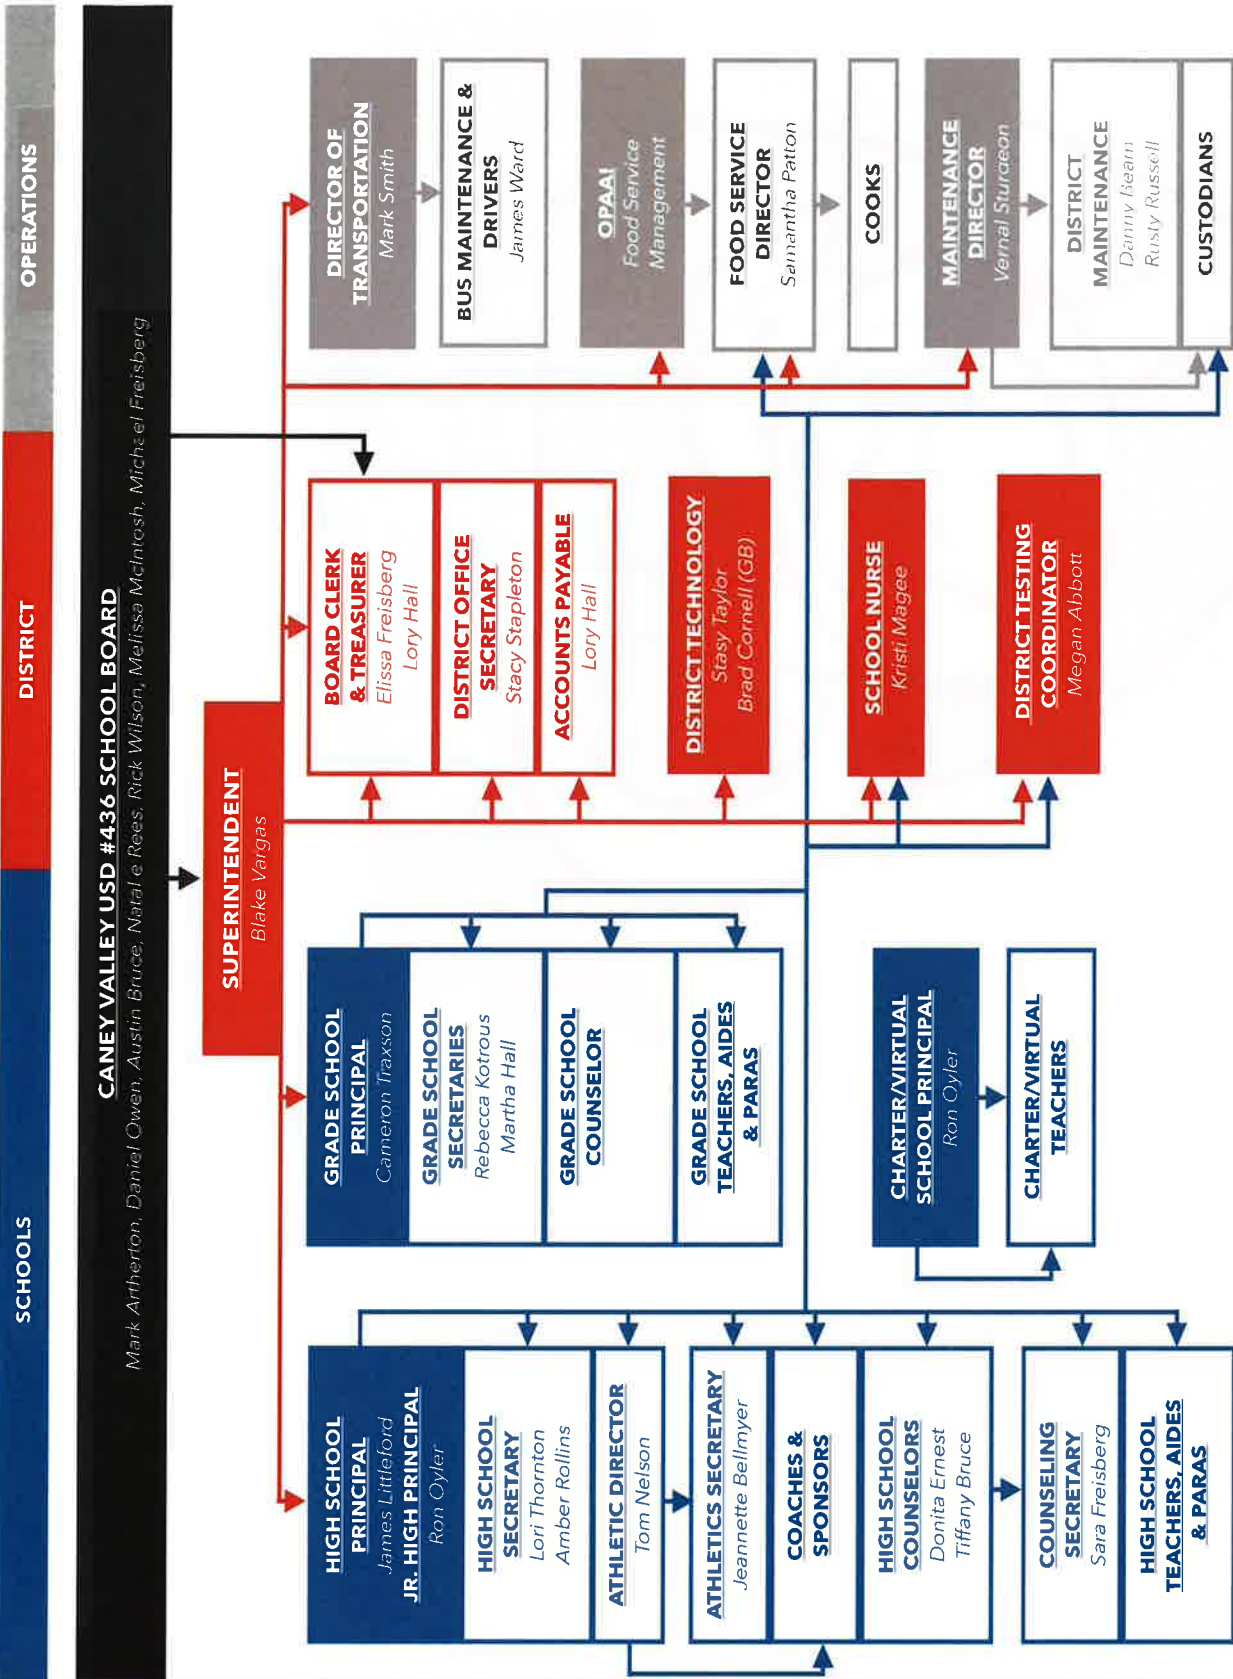 SCHOOLS
DISTRICT
OPERATIONS
CANEY VALLEY USD #436 SCHOOL BOARD
Mark Artherton, Daniel Owen, Austin Bruce, Natal e Rees, Rick Wilson, Melissa McIntosh, Michael Freisberg
SUPERINTENDENT
Blake Vargas
HIGH SCHOOL
PRINCIPAL
James Littleford
JR. HIGH PRINCIPAL
Ron Oyler
HIGH SCHOOL
SECRETARY
Lori Thornton
Amber Rollins
ATHLETIC DIRECTOR
Tom Nelson
ATHLETICS SECRETARY
Jeannette Bellmyer
COACHES &
SPONSORS
HIGH SCHOOL
COUNSELORS
Donita Ernest
Tiffany Bruce
COUNSELING
SECRETARY
Sara Freisberg
HIGH SCHOOL
TEACHERS, AIDES
& PARAS
GRADE SCHOOL
PRINCIPAL
Cameron Traxson
GRADE SCHOOL
SECRETARIES
Rebecca Kotrous
Martha Hall
GRADE SCHOOL
COUNSELOR
GRADE SCHOOL
TEACHERS, AIDES
& PARAS
CHARTER/VIRTUAL
SCHOOL PRINCIPAL
Ron Oyler
CHARTER/VIRTUAL
TEACHERS
BOARD CLERK
& TREASURER
Elissa Freisberg
Lory Hall
DISTRICT OFFICE
SECRETARY
Stacy Stapleton
ACCOUNTS PAYABLE
Lory Hall
DISTRICT TECHNOLOGY
Stasy Taylor
Brad Cornell (GB)
SCHOOL NURSE
Kristi Magee
DISTRICT TESTING
COORDINATOR
Megan Abbott
DIRECTOR OF
TRANSPORTATION
Mark Smith
BUS MAINTENANCE &
DRIVERS
James Ward
OPAA!
Food Service
Management
FOOD SERVICE
DIRECTOR
Samantha Patton
COOKS
MAINTENANCE
DIRECTOR
Vernal Sturgeon
DISTRICT
MAINTENANCE
Danny Beam
Rusty Russell
CUSTODIANS